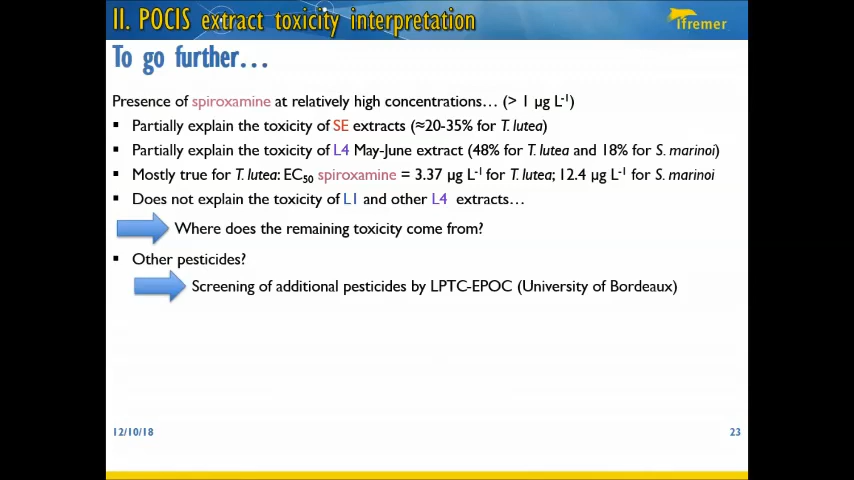 II. POCIS extract toxicity interpretation
Ifremer
To go further…
Presence of spiroxamine at relatively high concentrations… (> 1 µg L⁻¹)
▪ Partially explain the toxicity of SE extracts (≈20-35% for T. lutea)
▪ Partially explain the toxicity of L4 May-June extract (48% for T. lutea and 18% for S. marinoi)
▪ Mostly true for T. lutea: EC₅₀ spiroxamine = 3.37 µg L⁻¹ for T. lutea; 12.4 µg L⁻¹ for S. marinoi
▪ Does not explain the toxicity of L1 and other L4 extracts…
Where does the remaining toxicity come from?
▪ Other pesticides?
Screening of additional pesticides by LPTC-EPOC (University of Bordeaux)
12/10/18
23